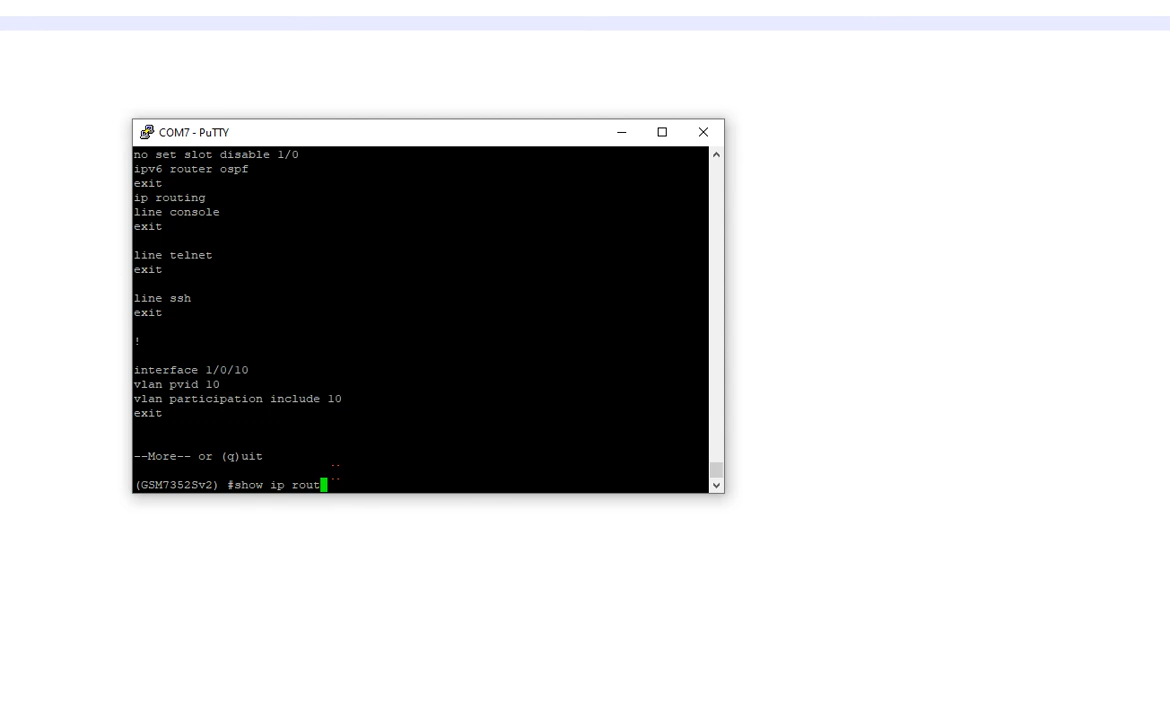 COM7 - PuTTY
no set slot disable 1/0
ipv6 router ospf
exit
ip routing
line console
exit
line telnet
exit
line ssh
exit
!
interface 1/0/10
vlan pvid 10
vlan participation include 10
exit
--More-- or (q)uit
(GSM7352Sv2) #show ip rout